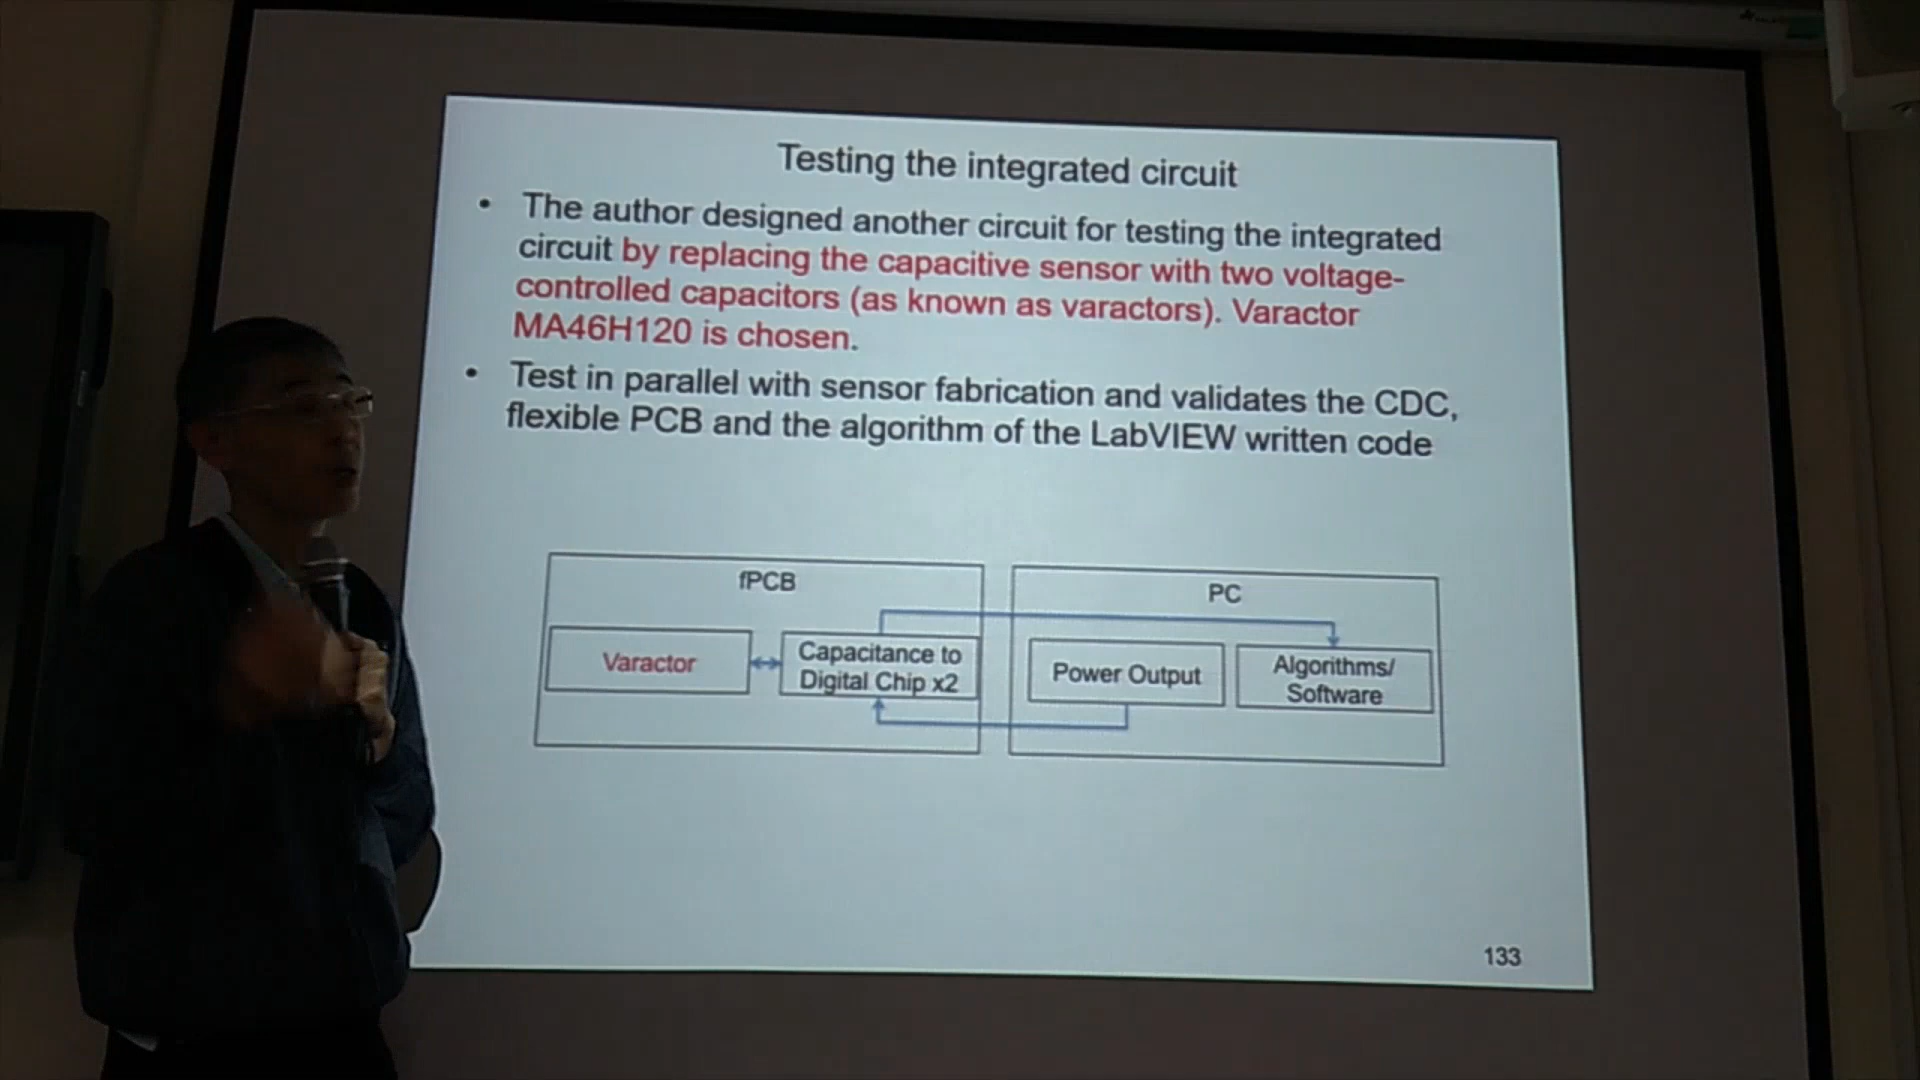 Testing the integrated circuit
• The author designed another circuit for testing the integrated
circuit by replacing the capacitive sensor with two voltage-
controlled capacitors (as known as varactors). Varactor
MA46H120 is chosen.
• Test in parallel with sensor fabrication and validates the CDC,
flexible PCB and the algorithm of the LabVIEW written code
fPCB
PC
Varactor
Capacitance to
Digital Chip x2
Power Output
Algorithms/
Software
133